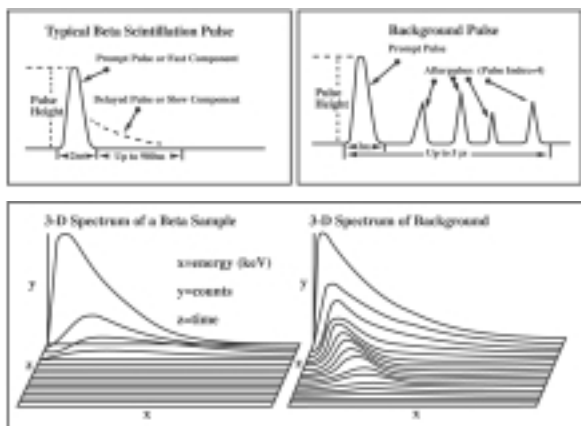 Typical Beta Scintillation Pulse
Prompt Pulse or Fast Component
Delayed Pulse or Slow Component
Pulse
Height
2ns
Up to 900ns
Background Pulse
Prompt Pulse
Afterpulses (Pulse Index=4)
Pulse
Height
Up to 5 µs
3-D Spectrum of a Beta Sample
x=energy (keV)
y=counts
z=time
y
z
x
3-D Spectrum of Background
y
z
x